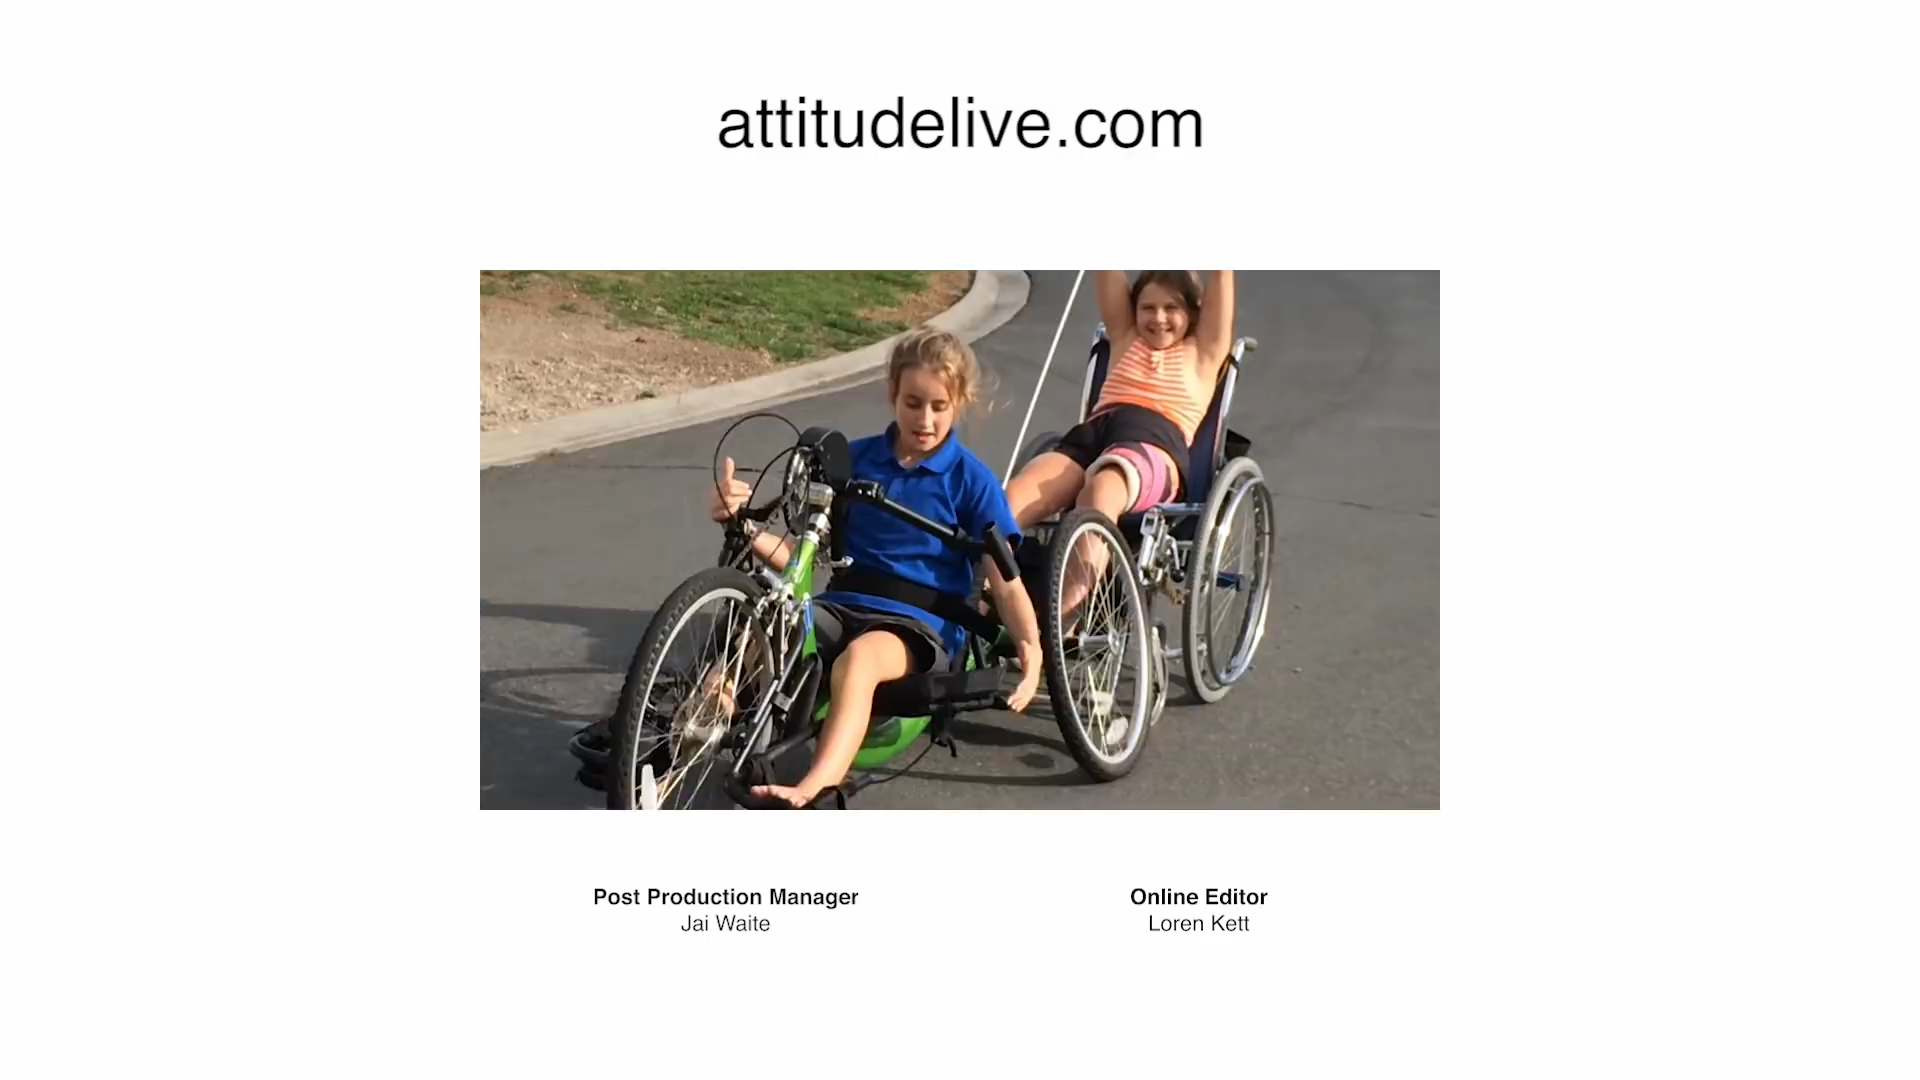 attitudelive.com
Post Production Manager
Jai Waite
Online Editor
Loren Kett